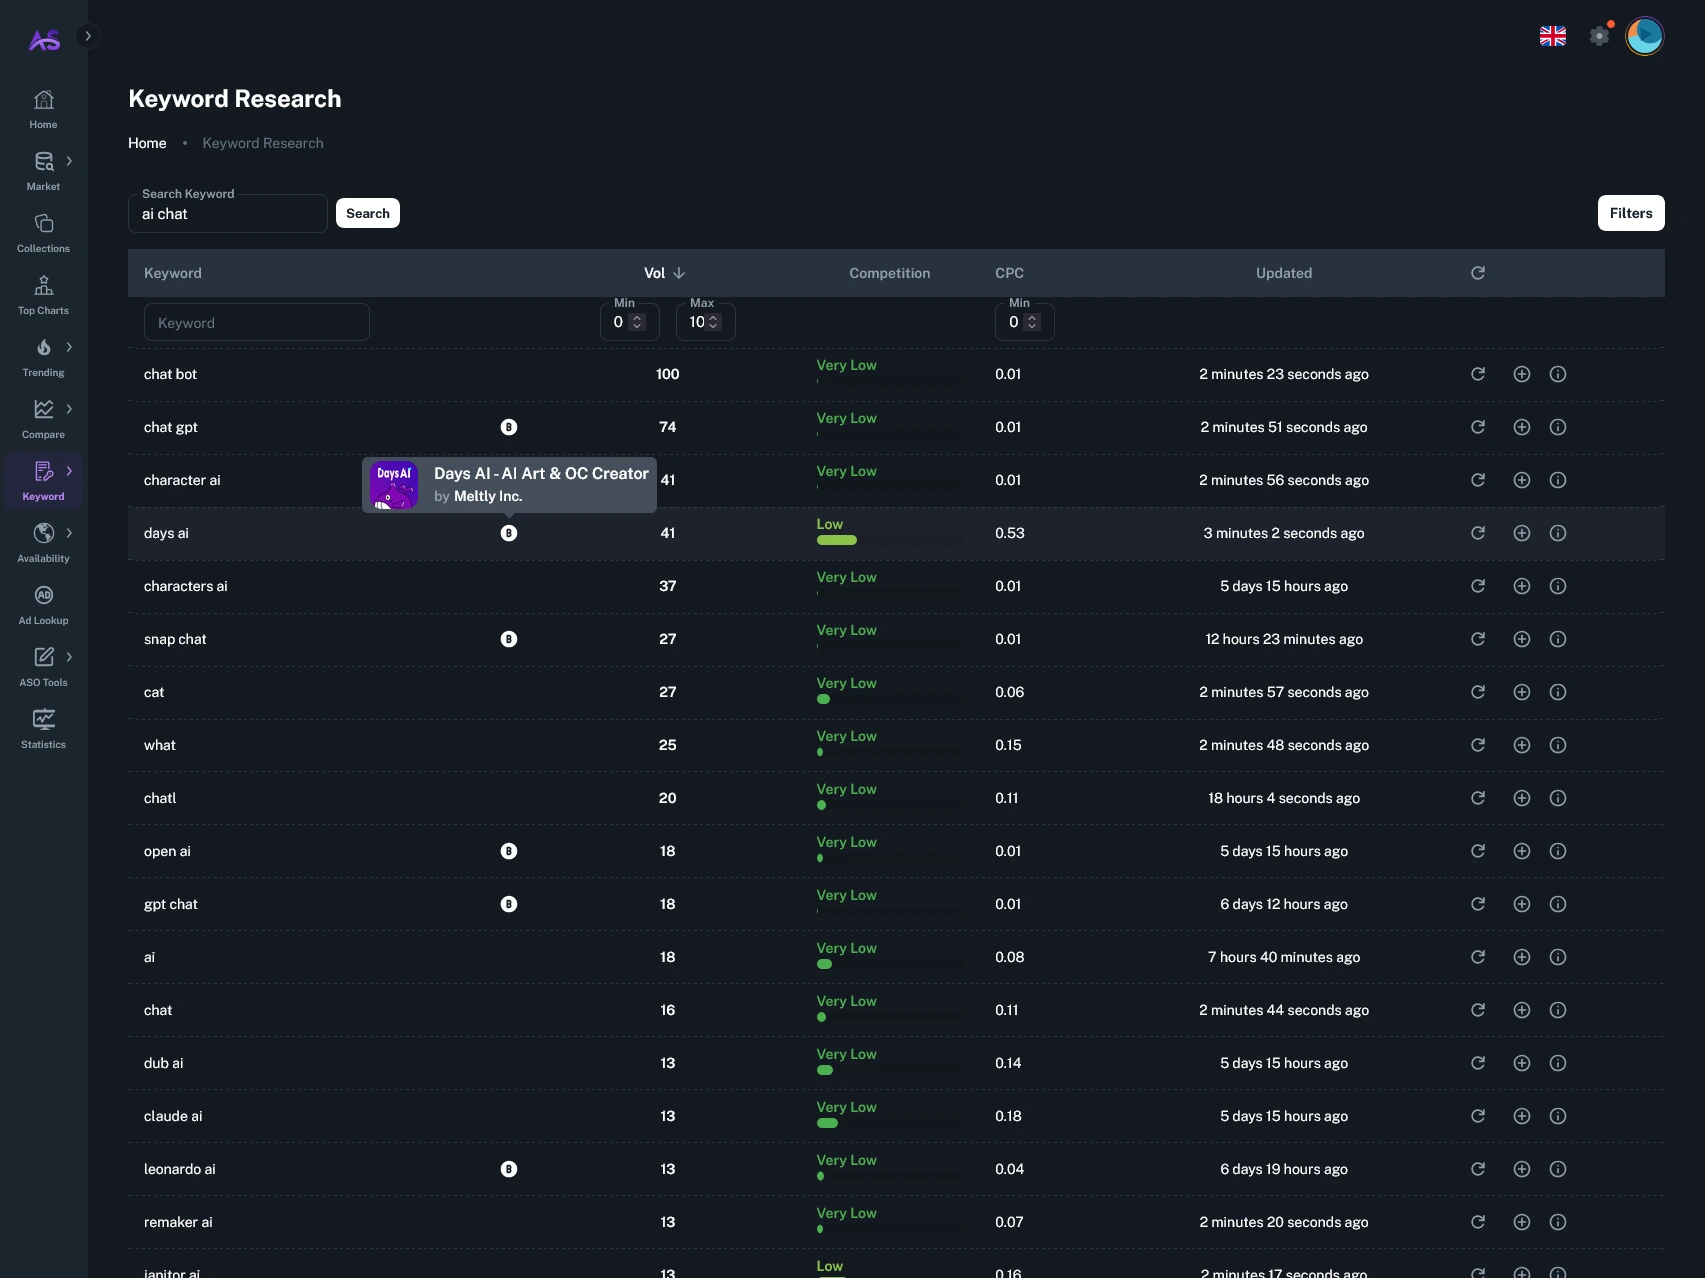 AS
Home
Market
Collections
Top Charts
Trending
Compare
Keyword
Availability
AD
Ad Lookup
ASO Tools
Statistics
Keyword Research
Home • Keyword Research
Search Keyword
ai chat
Search
Filters
Keyword Vol Competition CPC Updated
Keyword
Min
0
Max
10
Min
0
chat bot 100 Very Low 0.01 2 minutes 23 seconds ago
chat gpt B 74 Very Low 0.01 2 minutes 51 seconds ago
character ai 41 Very Low 0.01 2 minutes 56 seconds ago
Days AI
Days AI - AI Art & OC Creator
by Meltly Inc.
days ai B 41 Low 0.53 3 minutes 2 seconds ago
characters ai 37 Very Low 0.01 5 days 15 hours ago
snap chat B 27 Very Low 0.01 12 hours 23 minutes ago
cat 27 Very Low 0.06 2 minutes 57 seconds ago
what 25 Very Low 0.15 2 minutes 48 seconds ago
chatl 20 Very Low 0.11 18 hours 4 seconds ago
open ai B 18 Very Low 0.01 5 days 15 hours ago
gpt chat B 18 Very Low 0.01 6 days 12 hours ago
ai 18 Very Low 0.08 7 hours 40 minutes ago
chat 16 Very Low 0.11 2 minutes 44 seconds ago
dub ai 13 Very Low 0.14 5 days 15 hours ago
claude ai 13 Very Low 0.18 5 days 15 hours ago
leonardo ai B 13 Very Low 0.04 6 days 19 hours ago
remaker ai 13 Very Low 0.07 2 minutes 20 seconds ago
janitor ai 13 Low 0.16 2 minutes 17 seconds ago